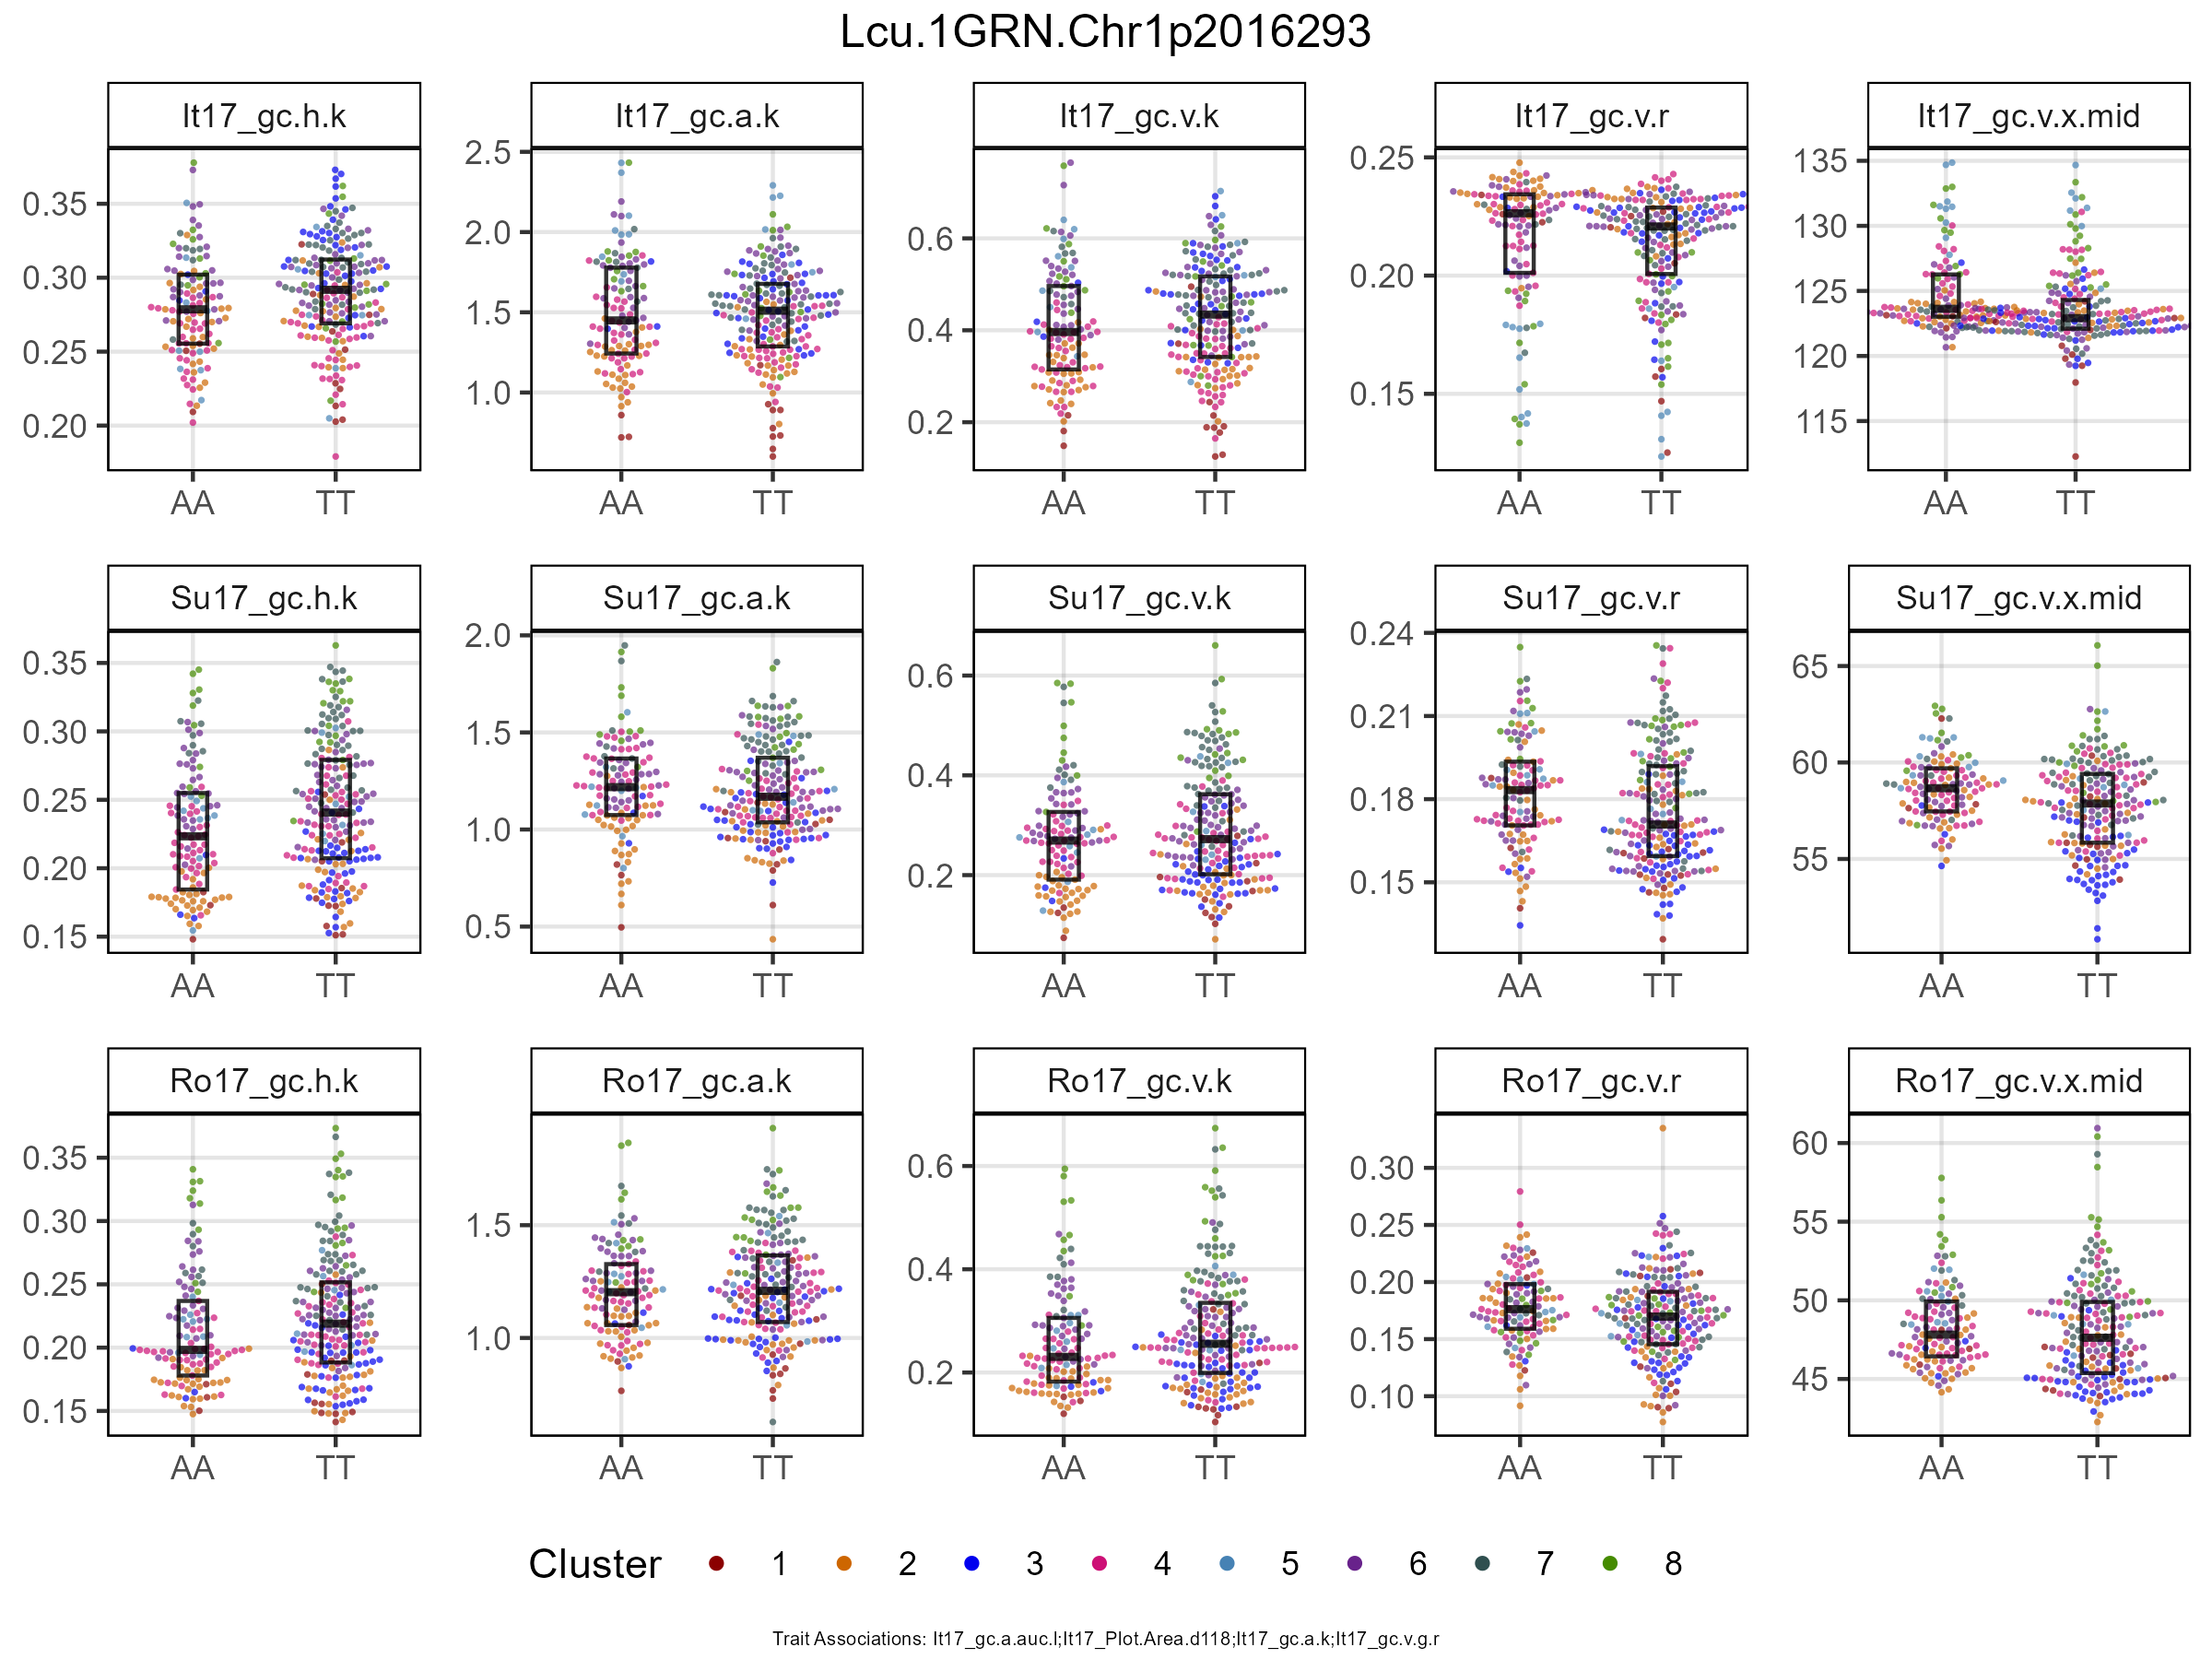 Lcu.1GRN.Chr1p2016293
It17_gc.h.k It17_gc.a.k It17_gc.v.k It17_gc.v.r It17_gc.v.x.mid
0.35 0.30 0.25 0.20
2.5 2.0 1.5 1.0
0.6 0.4 0.2
0.25 0.20 0.15
135 130 125 120 115
AA TT AA TT AA TT AA TT AA TT
Su17_gc.h.k Su17_gc.a.k Su17_gc.v.k Su17_gc.v.r Su17_gc.v.x.mid
0.35 0.30 0.25 0.20 0.15
2.0 1.5 1.0 0.5
0.6 0.4 0.2
0.24 0.21 0.18 0.15
65 60 55
AA TT AA TT AA TT AA TT AA TT
Ro17_gc.h.k Ro17_gc.a.k Ro17_gc.v.k Ro17_gc.v.r Ro17_gc.v.x.mid
0.35 0.30 0.25 0.20 0.15
1.5 1.0
0.6 0.4 0.2
0.30 0.25 0.20 0.15 0.10
60 55 50 45
AA TT AA TT AA TT AA TT AA TT
Cluster 1 2 3 4 5 6 7 8
Trait Associations: It17_gc.a.auc.l;It17_Plot.Area.d118;It17_gc.a.k;It17_gc.v.g.r